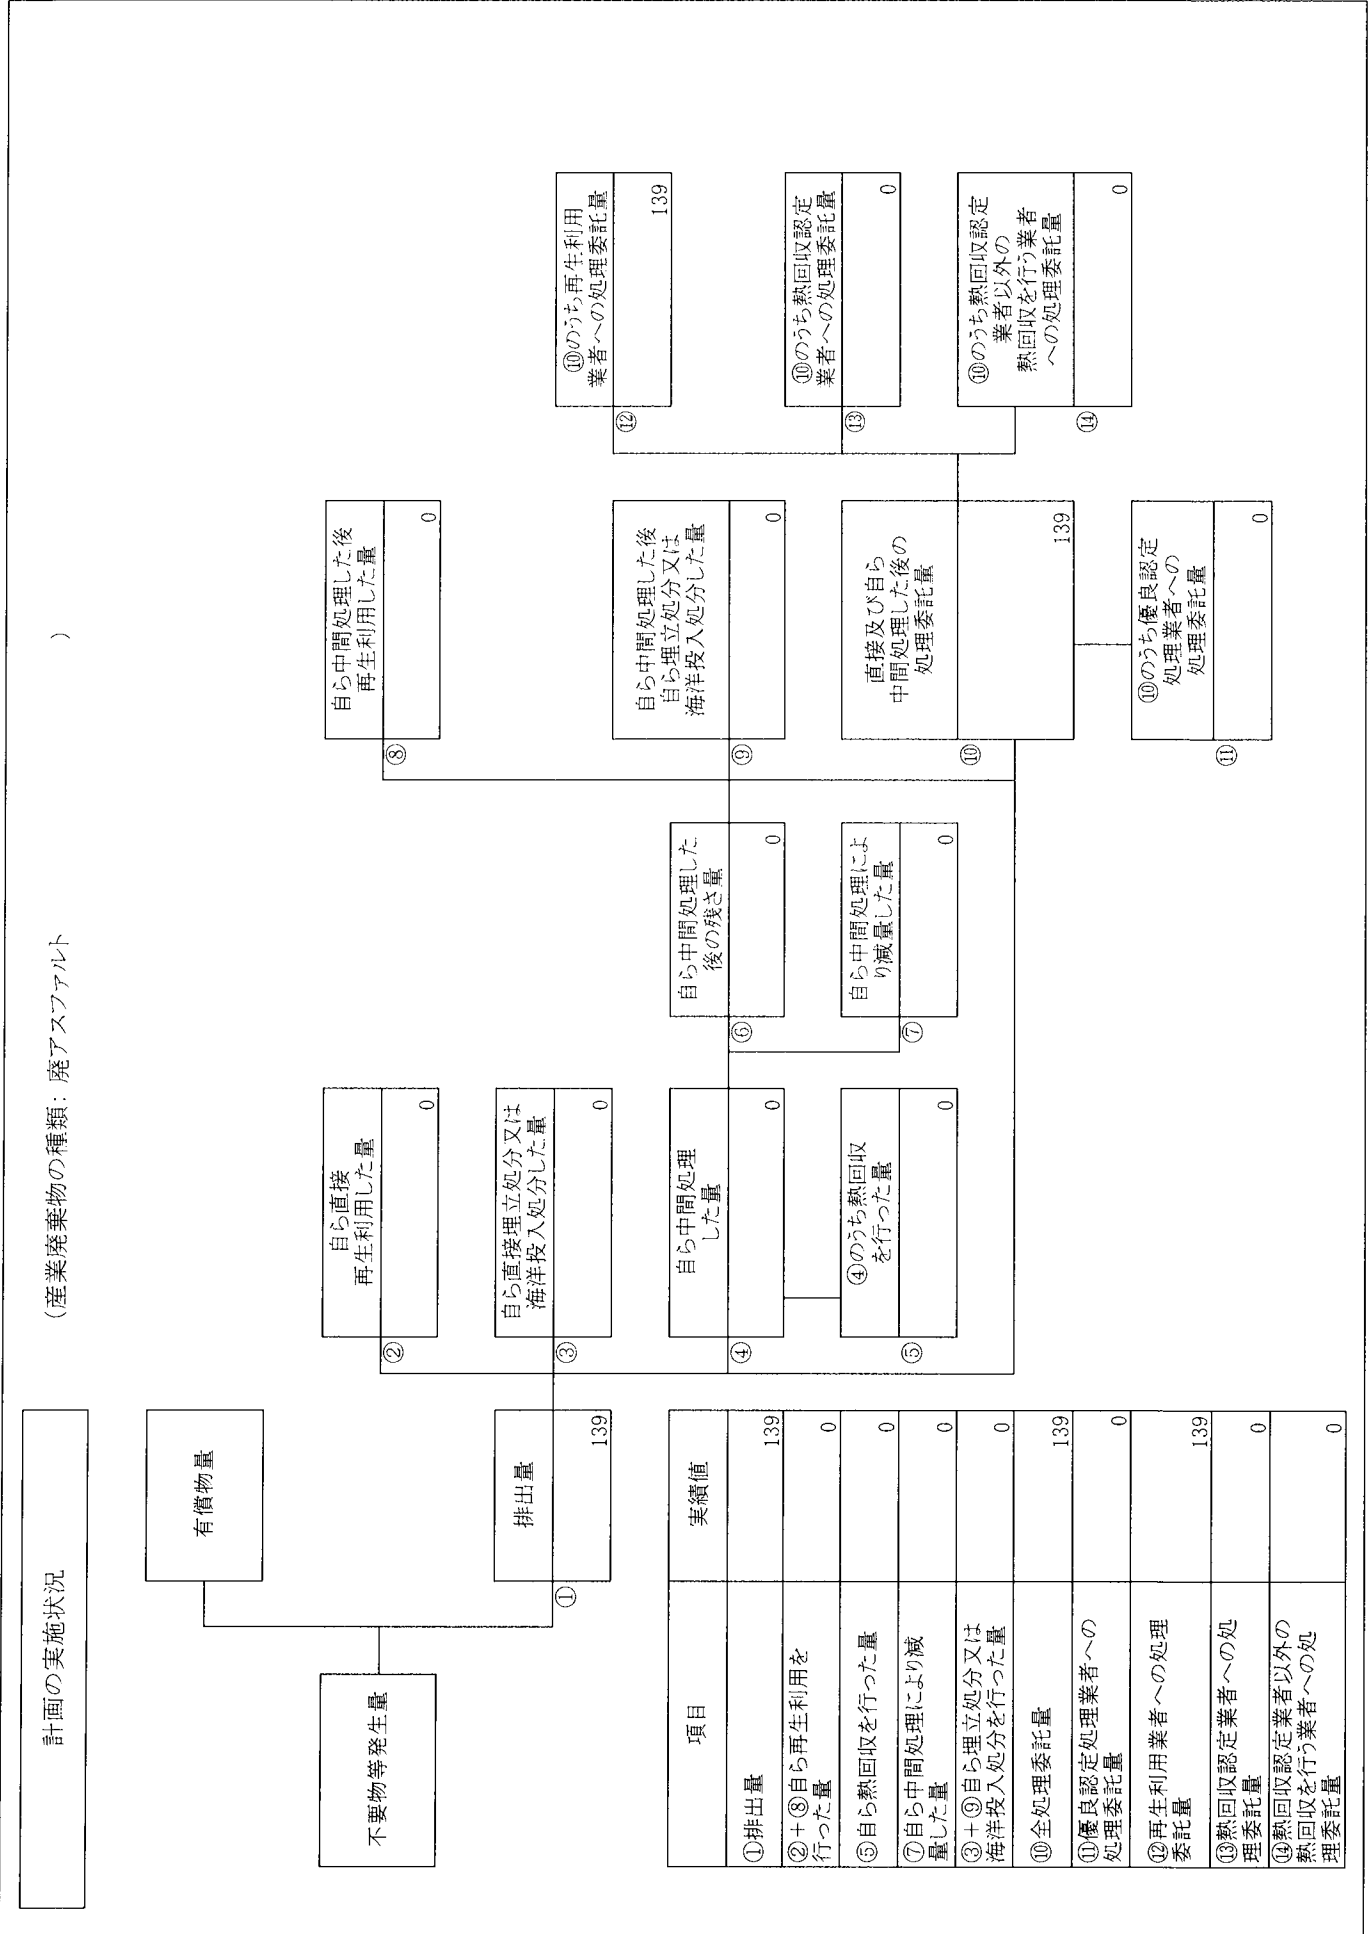 計画の実施状況
(産業廃棄物の種類: 廃アスファルト )
不要物等発生量
有償物量
①
排出量
139
②
自ら直接
再生利用した量
0
③
自ら直接埋立処分又は
海洋投入処分した量
0
④
自ら中間処理
した量
0
⑤
④のうち熱回収
を行った量
0
⑥
自ら中間処理した
後の残さ量
0
⑦
自ら中間処理によ
り減量した量
0
⑧
自ら中間処理した後
再生利用した量
0
⑨
自ら中間処理した後
自ら埋立処分又は
海洋投入処分した量
0
⑩
直接及び自ら
中間処理した後の
処理委託量
139
⑪
⑩のうち優良認定
処理業者への
処理委託量
0
⑫
⑩のうち再生利用
業者への処理委託量
139
⑬
⑩のうち熱回収認定
業者への処理委託量
0
⑭
⑩のうち熱回収認定
業者以外の
熱回収を行う業者
への処理委託量
0
項目 実績値
①排出量 139
②+⑧自ら再生利用を
行った量 0
⑤自ら熱回収を行った量 0
⑦自ら中間処理により減
量した量 0
③+⑨自ら埋立処分又は
海洋投入処分を行った量 0
⑩全処理委託量 139
⑪優良認定処理業者への
処理委託量 0
⑫再生利用業者への処理
委託量 139
⑬熱回収認定業者への処
理委託量 0
⑭熱回収認定業者以外の
熱回収を行う業者への処
理委託量 0